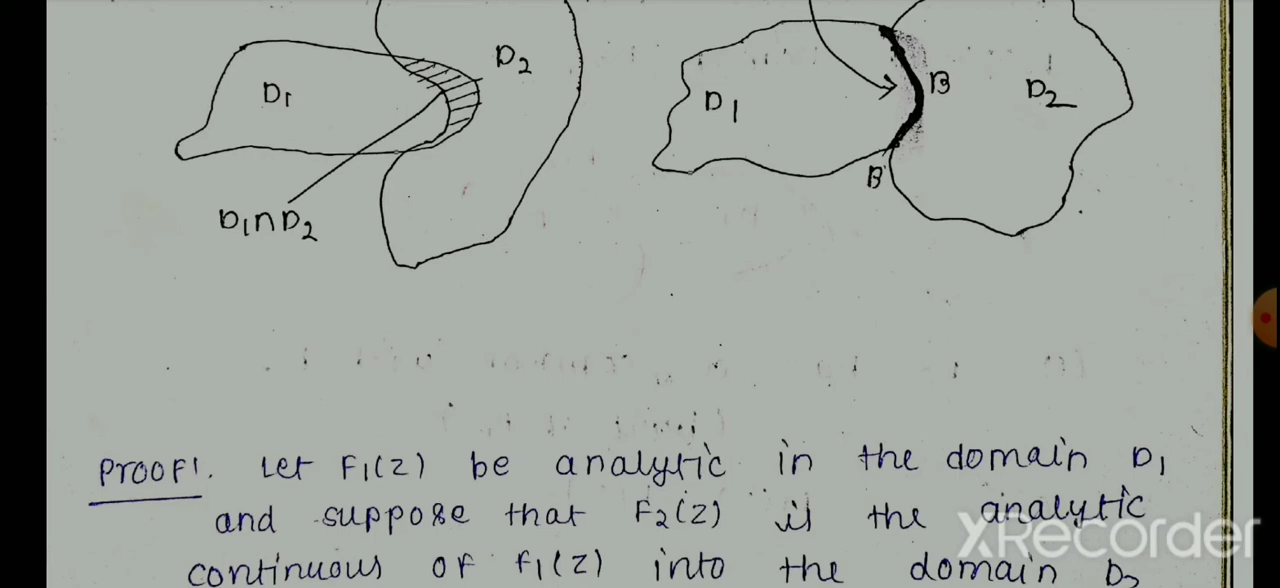 D1
D2
D1∩D2
D1
B
D2
B
PROOF!. Let F1(z) be analytic in the domain D1
and suppose that F2(z) is the analytic
continuous of f1(z) into the domain D2
XRecorder